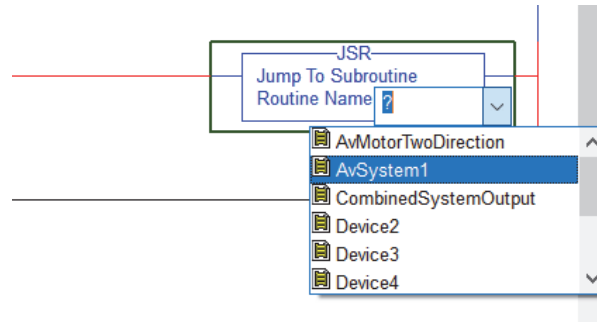 JSR
Jump To Subroutine
Routine Name ?
AvMotorTwoDirection
AvSystem1
CombinedSystemOutput
Device2
Device3
Device4